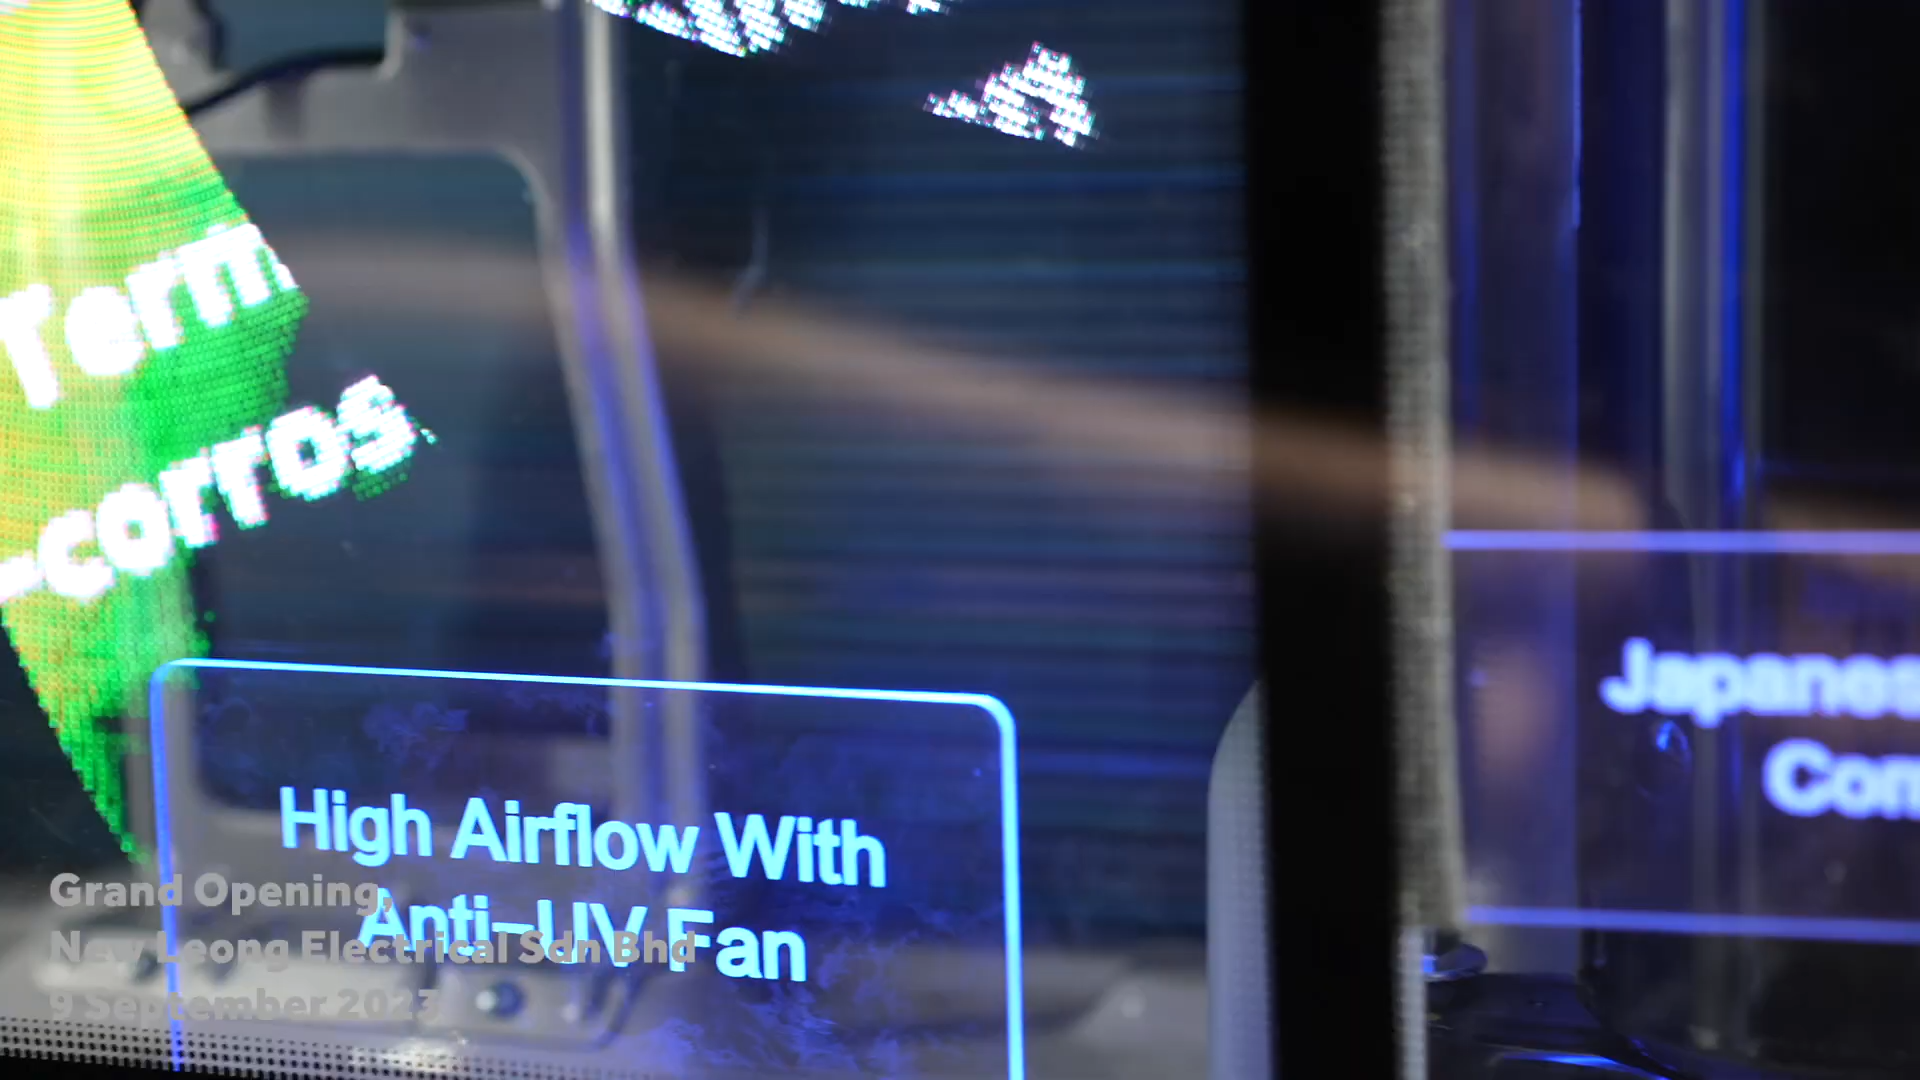 Term
-corros
High Airflow With
Anti-UV Fan
Japanes
Com
Grand Opening,
New Leong Electrical Sdn Bhd
9 September 2023